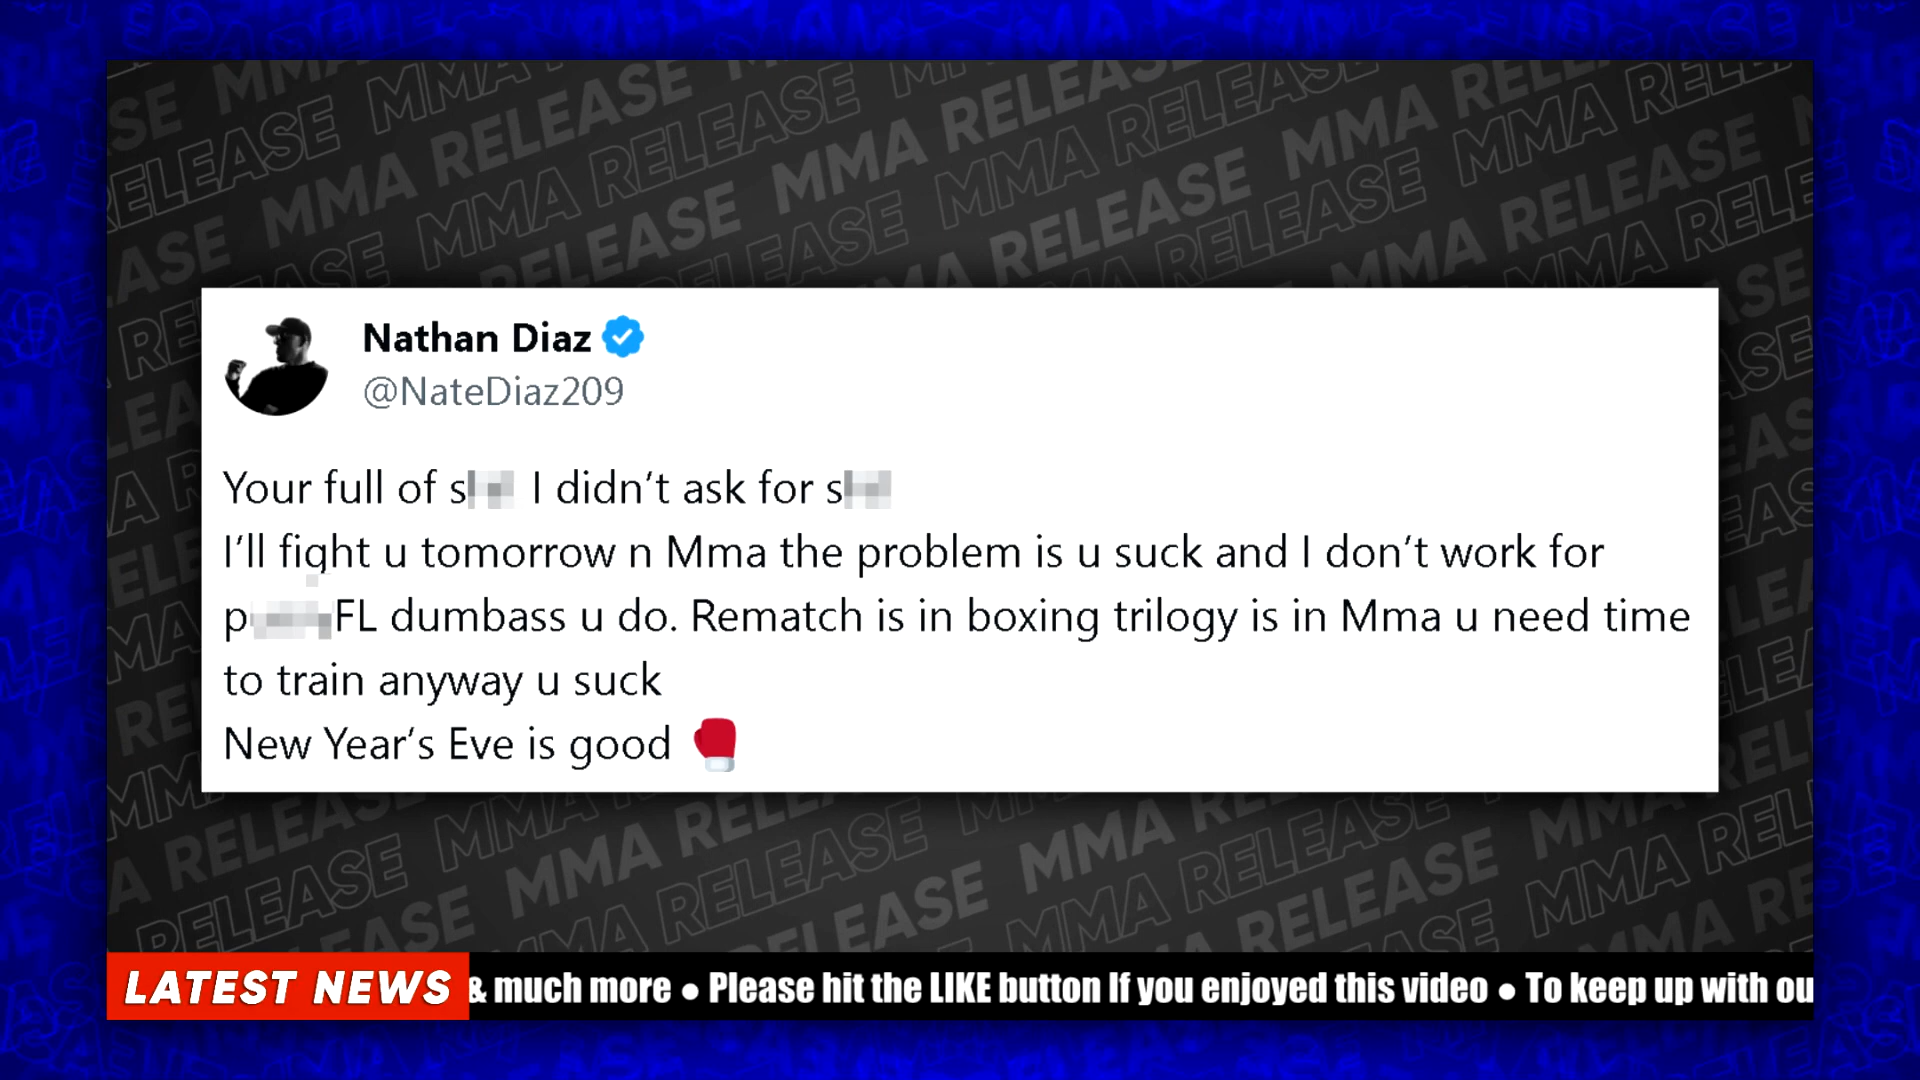 MMA RELEASE
Nathan Diaz
@NateDiaz209
Your full of s I didn't ask for s
I'll fight u tomorrow n Mma the problem is u suck and I don't work for
p FL dumbass u do. Rematch is in boxing trilogy is in Mma u need time
to train anyway u suck
New Year's Eve is good
LATEST NEWS
& much more ● Please hit the LIKE button If you enjoyed this video ● To keep up with ou